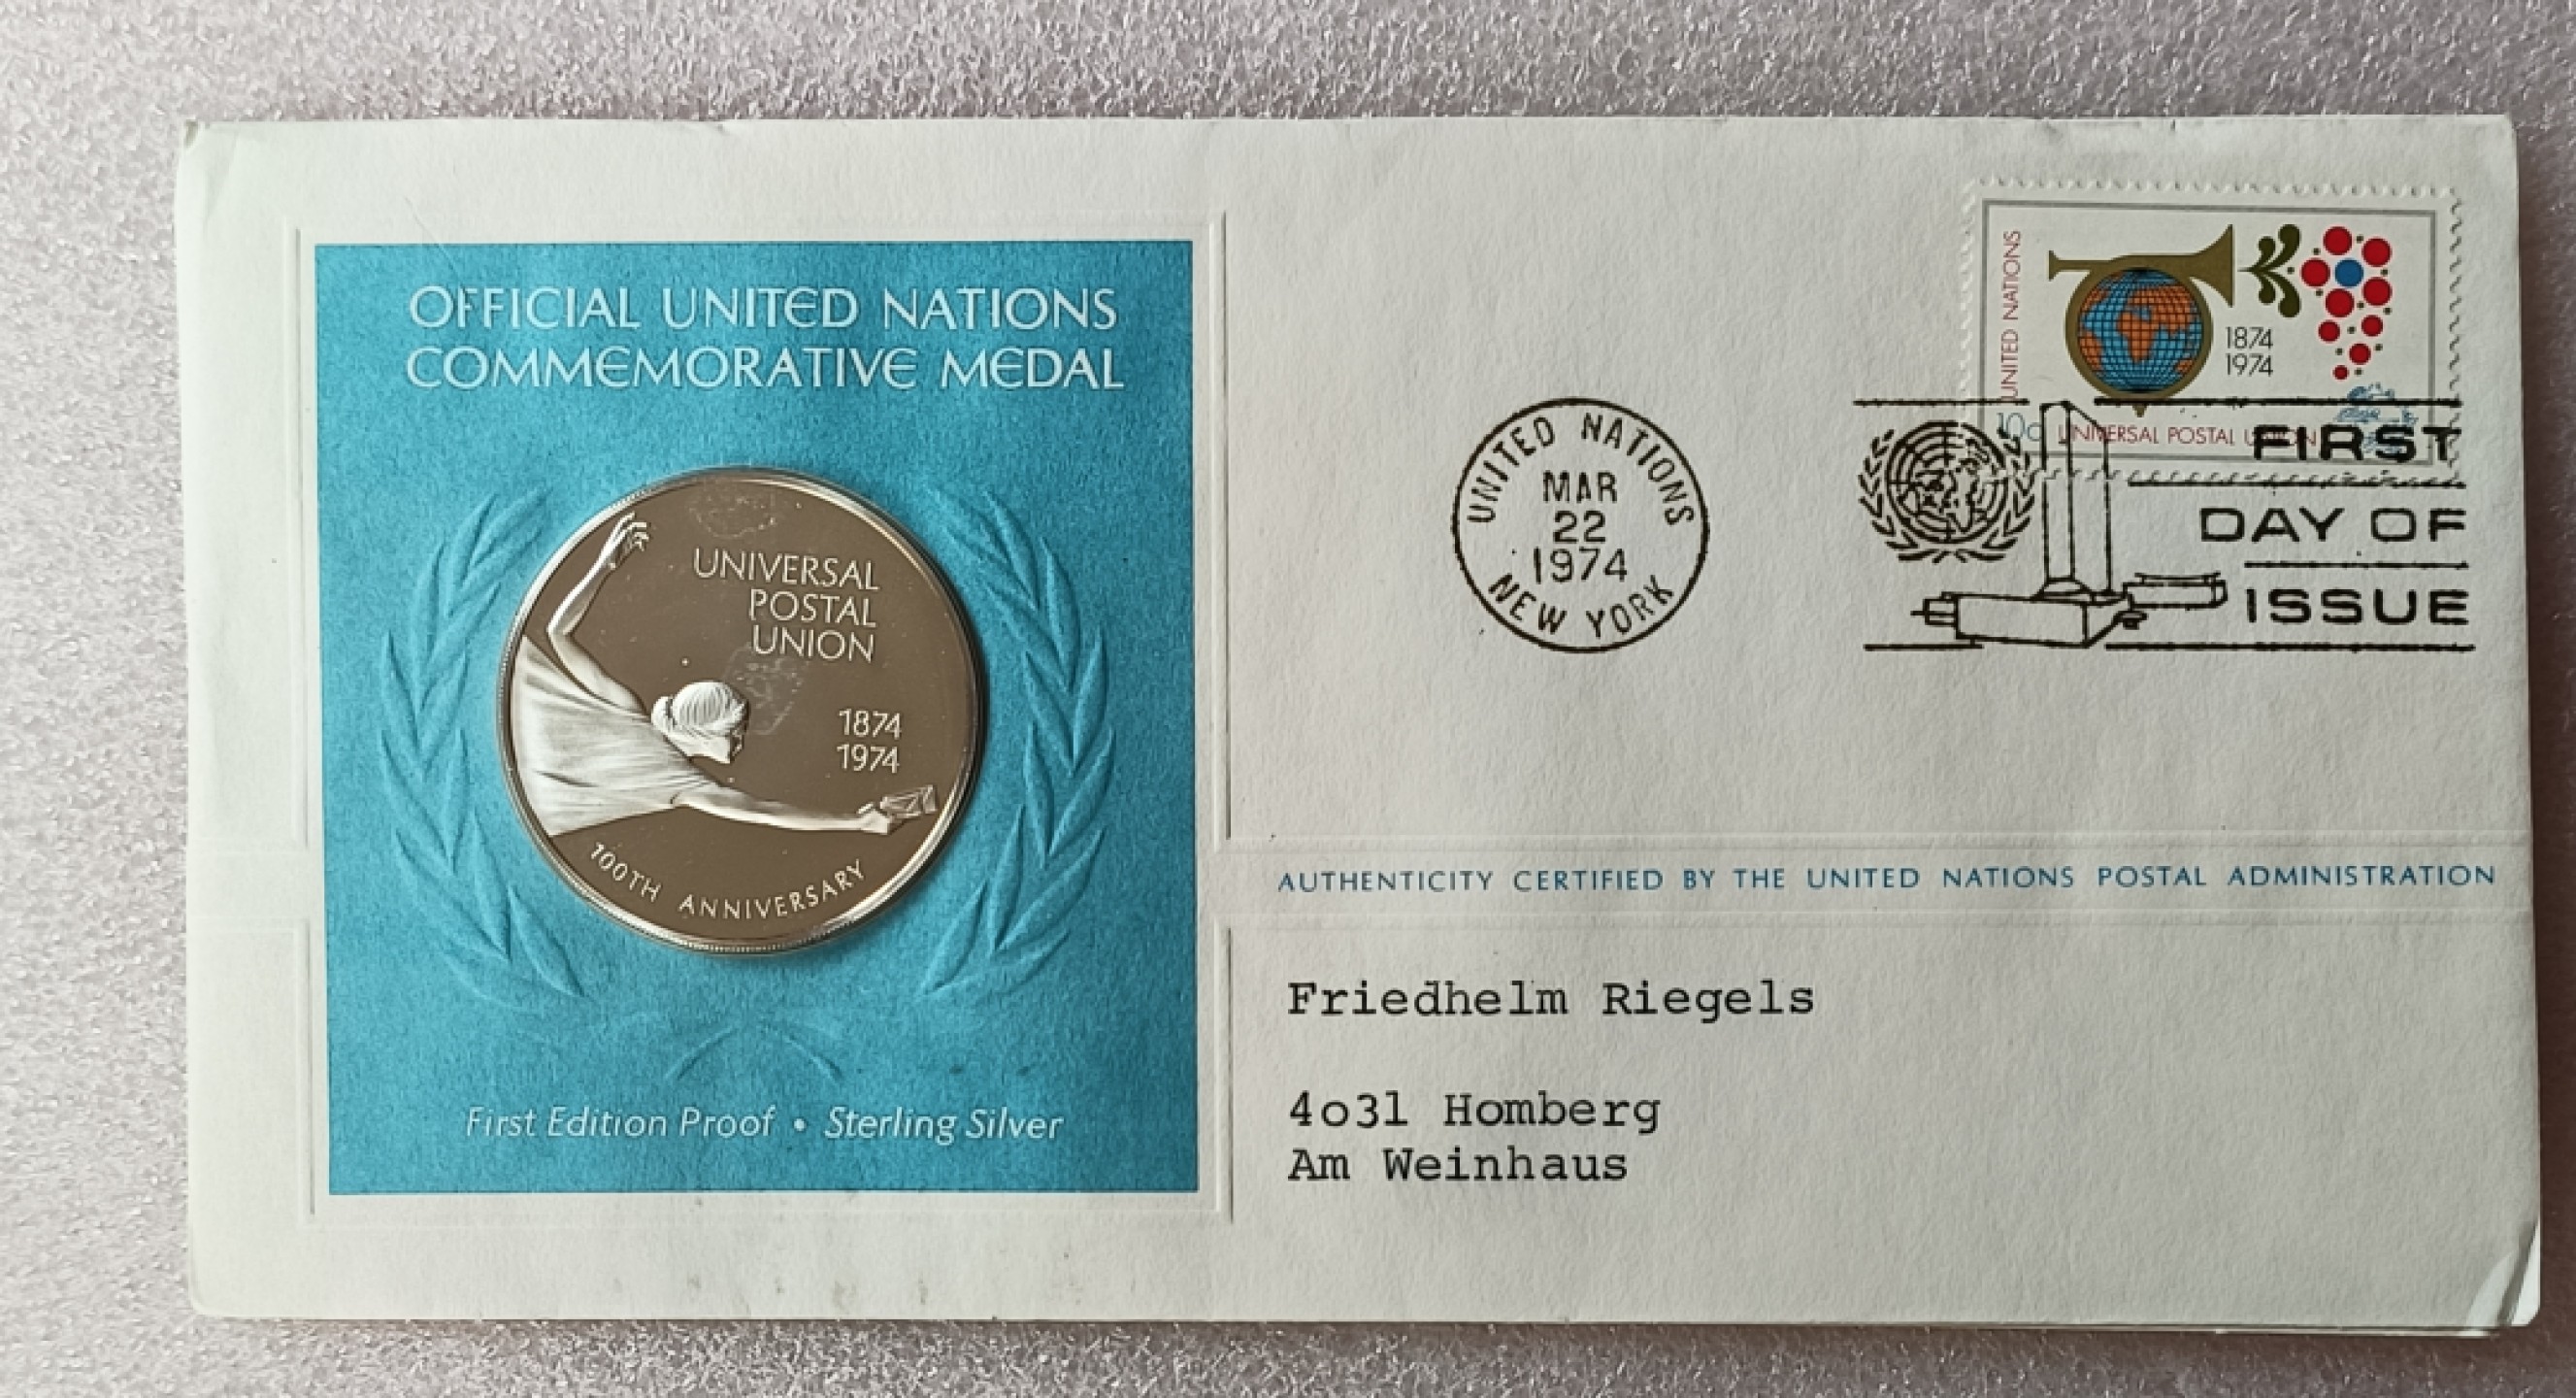 OFFICIAL UNITED NATIONS
COMMEMORATIVE MEDAL
UNIVERSAL
POSTAL
UNION
1874
1974
100TH ANNIVERSARY
First Edition Proof • Sterling Silver
UNITED NATIONS
1874
1974
10c UNIVERSAL POSTAL UNION
UNITED NATIONS
MAR
22
1974
NEW YORK
FIRST
DAY OF
ISSUE
AUTHENTICITY CERTIFIED BY THE UNITED NATIONS POSTAL ADMINISTRATION
Friedhelm Riegels
4o31 Homberg
Am Weinhaus